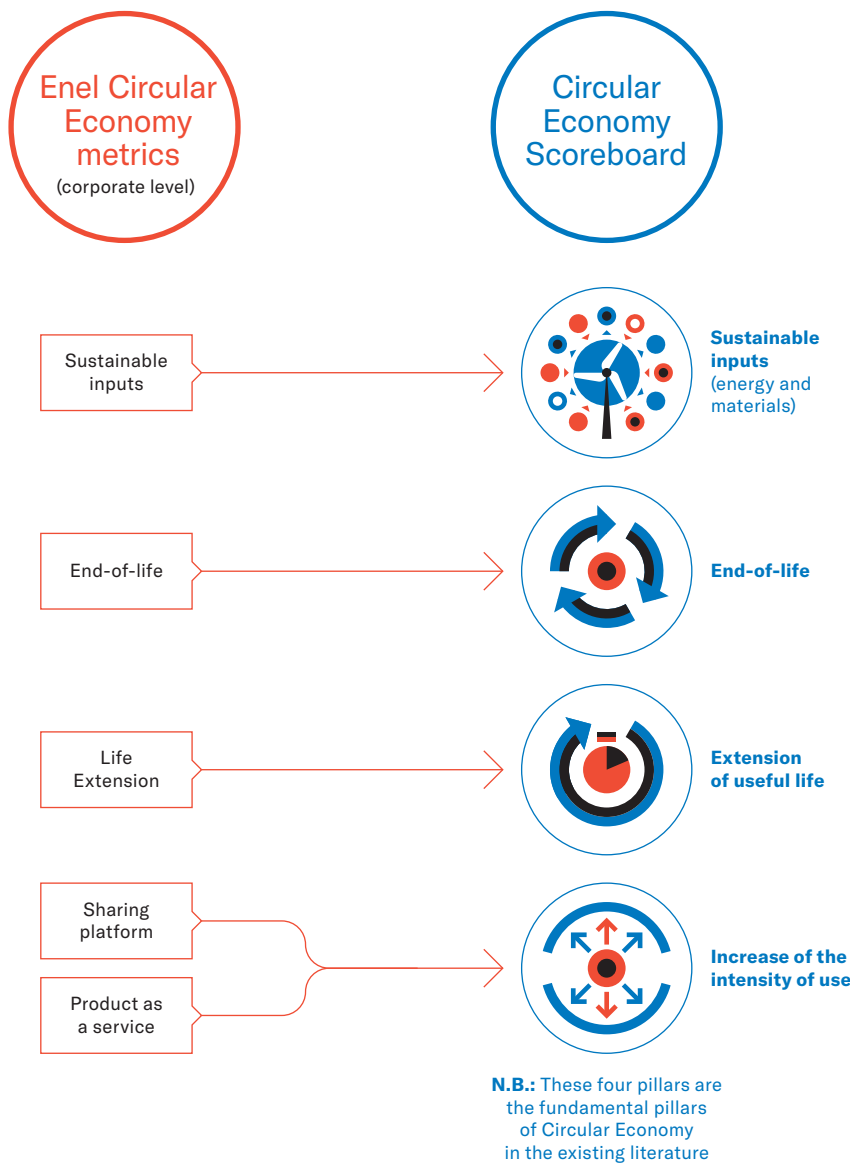 Enel Circular
Economy
metrics
(corporate level)
Circular
Economy
Scoreboard
Sustainable
inputs
Sustainable
inputs
(energy and
materials)
End-of-life
End-of-life
Life
Extension
Extension
of useful life
Sharing
platform
Product as
a service
Increase of the
intensity of use
N.B.: These four pillars are
the fundamental pillars
of Circular Economy
in the existing literature